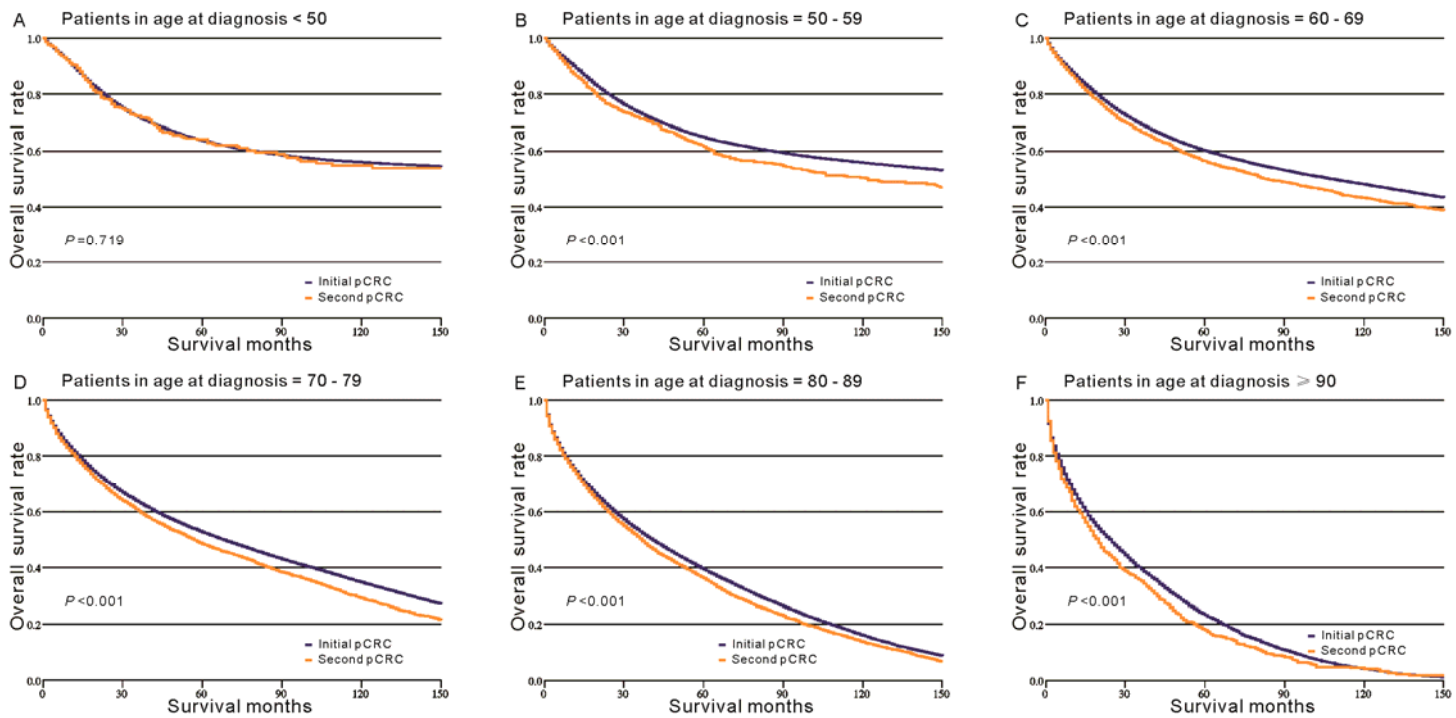 A Patients in age at diagnosis < 50
Overall survival rate
1.0
0.8
0.6
0.4
0.2
0.0
P=0.719
Initial pCRC
Second pCRC
0 30 60 90 120 150
Survival months
B Patients in age at diagnosis = 50 - 59
Overall survival rate
1.0
0.8
0.6
0.4
0.2
0.0
P<0.001
Initial pCRC
Second pCRC
0 30 60 90 120 150
Survival months
C Patients in age at diagnosis = 60 - 69
Overall survival rate
1.0
0.8
0.6
0.4
0.2
0.0
P<0.001
Initial pCRC
Second pCRC
0 30 60 90 120 150
Survival months
D Patients in age at diagnosis = 70 - 79
Overall survival rate
1.0
0.8
0.6
0.4
0.2
0.0
P<0.001
Initial pCRC
Second pCRC
0 30 60 90 120 150
Survival months
E Patients in age at diagnosis = 80 - 89
Overall survival rate
1.0
0.8
0.6
0.4
0.2
0.0
P<0.001
Initial pCRC
Second pCRC
0 30 60 90 120 150
Survival months
F Patients in age at diagnosis ⩾ 90
Overall survival rate
1.0
0.8
0.6
0.4
0.2
0.0
P<0.001
Initial pCRC
Second pCRC
0 30 60 90 120 150
Survival months